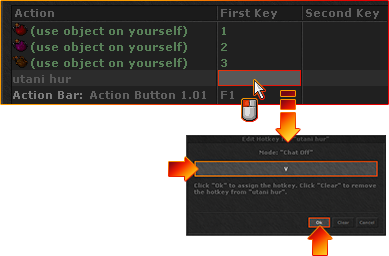 Action First Key Second Key
(use object on yourself) 1
(use object on yourself) 2
(use object on yourself) 3
utani hur
Action Bar: Action Button 1.01 F1
Edit Hotkey for "utani hur"
Mode: "Chat Off"
v
Click "Ok" to assign the hotkey. Click "Clear" to remove
the hotkey from "utani hur".
Ok Clear Cancel